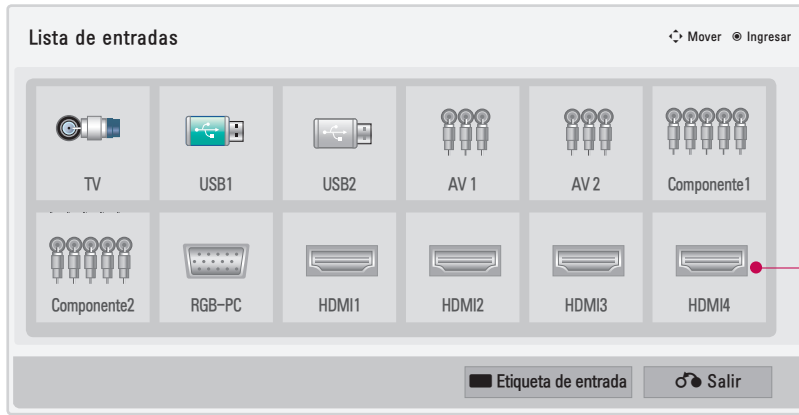 Lista de entradas
Mover Ingresar
TV USB1 USB2 AV 1 AV 2 Componente1
Componente2 RGB-PC HDMI1 HDMI2 HDMI3 HDMI4
Etiqueta de entrada Salir